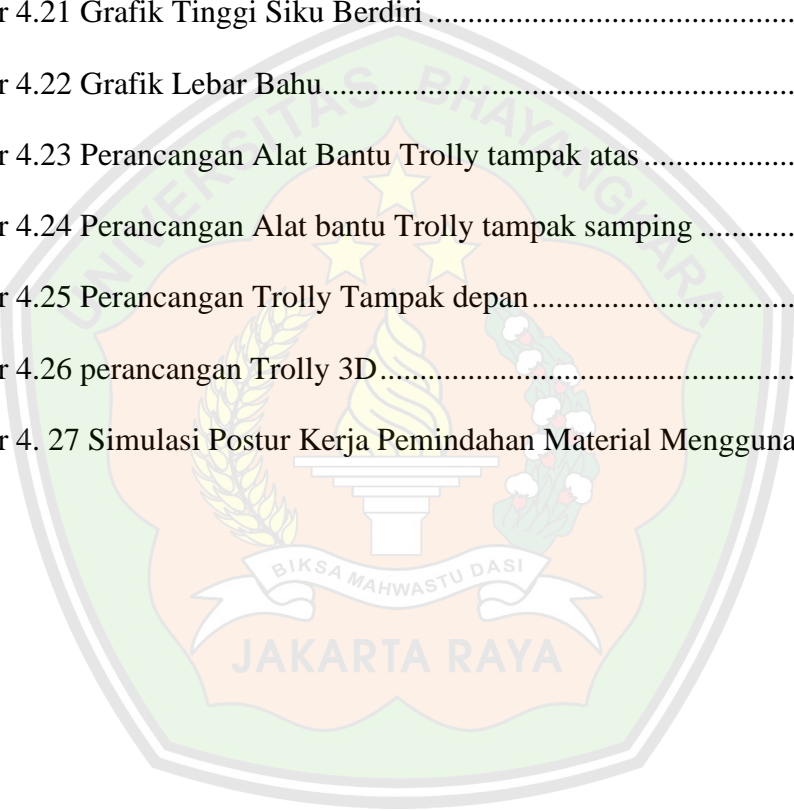 r 4.21 Grafik Tinggi Siku Berdiri................................................
r 4.22 Grafik Lebar Bahu................................................................
r 4.23 Perancangan Alat Bantu Trolly tampak atas....................
r 4.24 Perancangan Alat bantu Trolly tampak samping.............
r 4.25 Perancangan Trolly Tampak depan...................................
r 4.26 perancangan Trolly 3D........................................................
r 4. 27 Simulasi Postur Kerja Pemindahan Material Mengguna
UNIVERSITAS BHAYANGKARA
BIKSA MAHWASTU DASI
JAKARTA RAYA